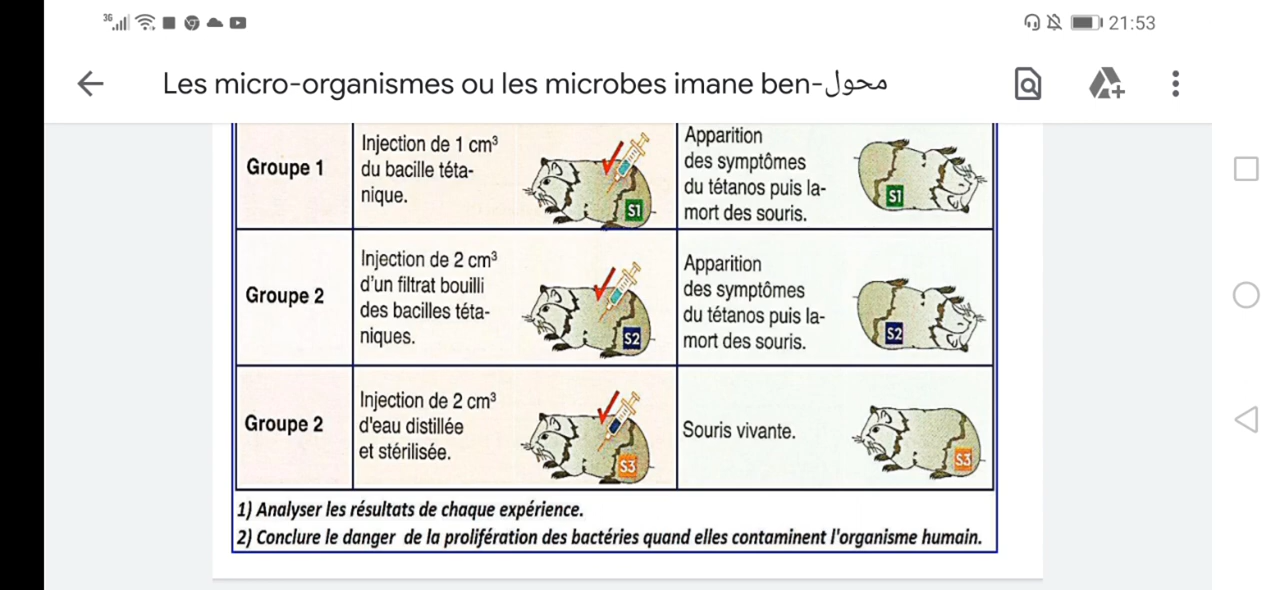 3G
21:53
Les micro-organismes ou les microbes imane ben-محول
Groupe 1
Injection de 1 cm³
du bacille téta-
nique.
S1
Apparition
des symptômes
du tétanos puis la-
mort des souris.
S1
Groupe 2
Injection de 2 cm³
d'un filtrat bouilli
des bacilles téta-
niques.
S2
Apparition
des symptômes
du tétanos puis la-
mort des souris.
S2
Groupe 2
Injection de 2 cm³
d'eau distillée
et stérilisée.
S3
Souris vivante.
S3
1) Analyser les résultats de chaque expérience.
2) Conclure le danger de la prolifération des bactéries quand elles contaminent l'organisme humain.